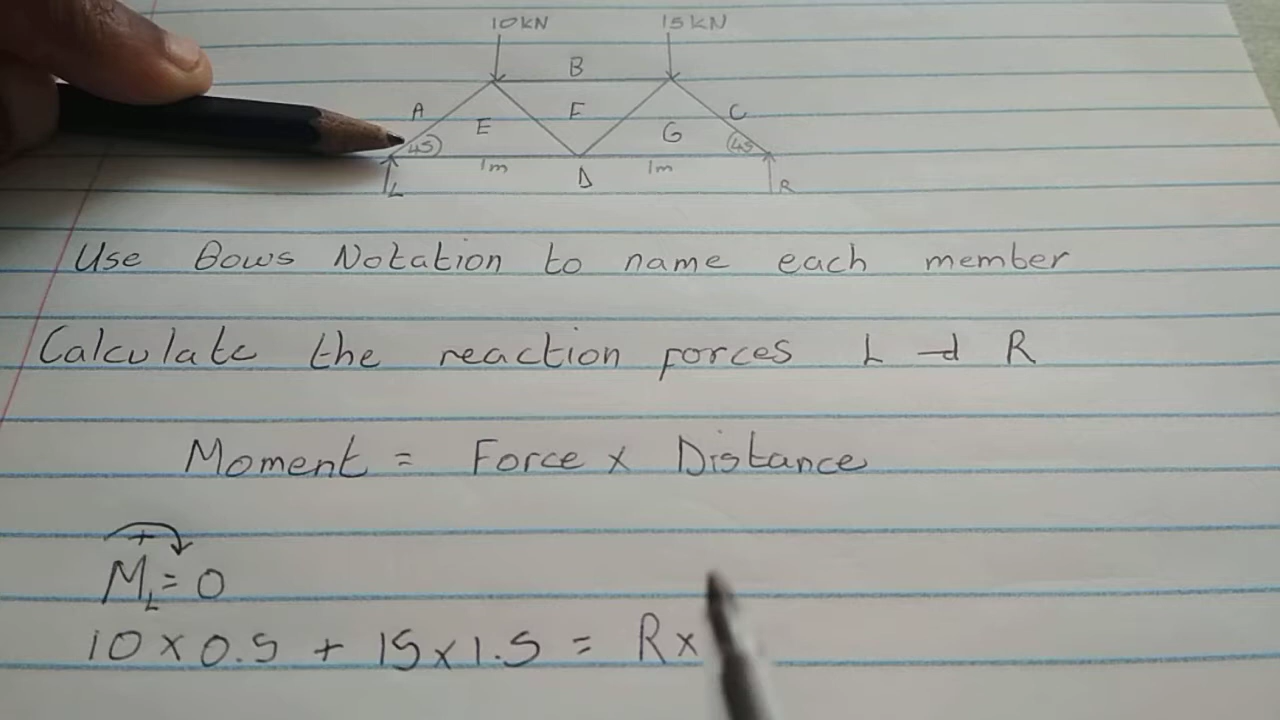 10kN 15kN
B
A E F G C
45 45
1m D 1m
L R
Use Bows Notation to name each member
Calculate the reaction forces L d R
Moment = Force x Distance
+
M_L = 0
10 x 0.5 + 15 x 1.5 = R x